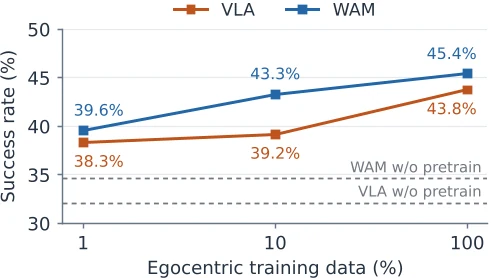 VLA WAM
50
45.4%
45
43.3%
43.8%
39.6%
40
39.2%
38.3%
WAM w/o pretrain
35
VLA w/o pretrain
30
1 10 100
Egocentric training data (%)
Success rate (%)